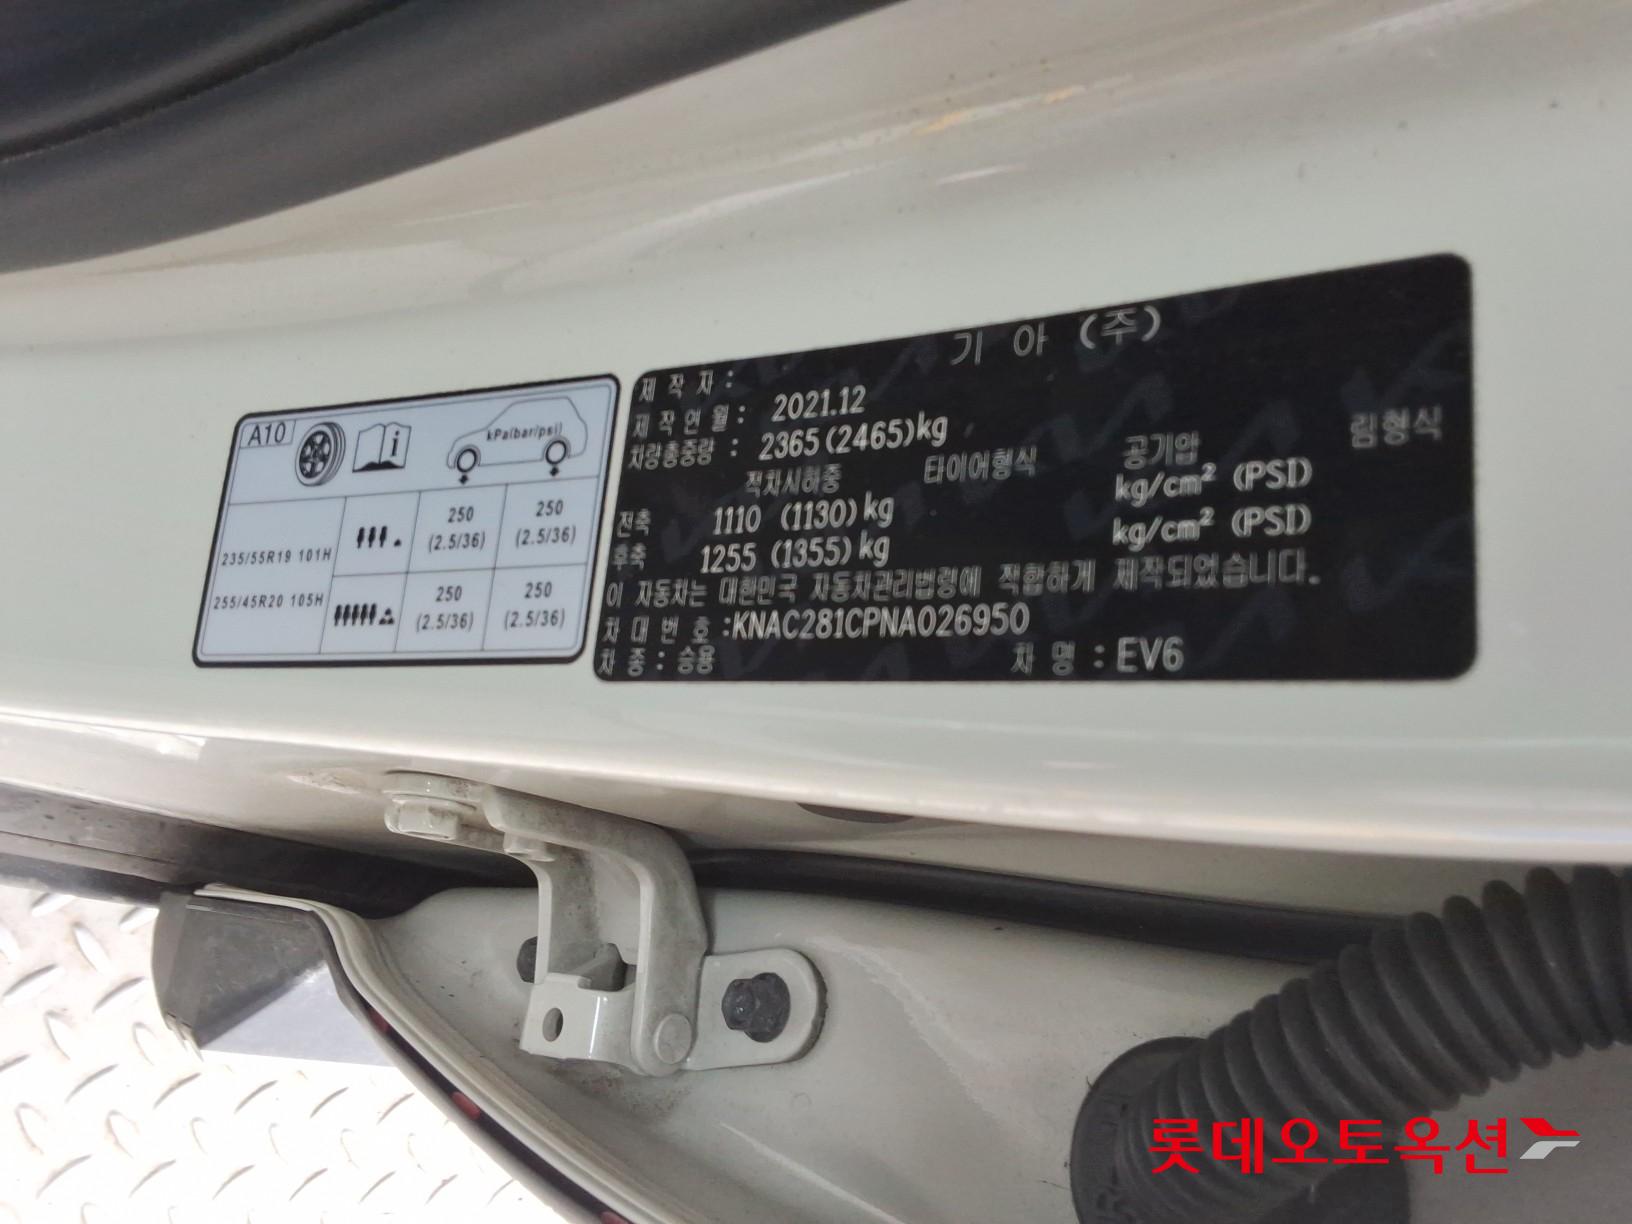 A10
kPa(bar/psi)
235/55R19 101H
255/45R20 105H
250
(2.5/36)
250
(2.5/36)
250
(2.5/36)
250
(2.5/36)
제작자: 기아 (주)
제작연월: 2021.12
차량총중량: 2365(2465)kg
적차시하중 타이어형식 공기압 림형식
전축 1110 (1130) kg kg/cm² (PSI)
후축 1255 (1355) kg kg/cm² (PSI)
이 자동차는 대한민국 자동차관리법령에 적합하게 제작되었습니다.
차대번호:KNAC281CPNA026950
차종:승용 차명:EV6
롯데오토옥션